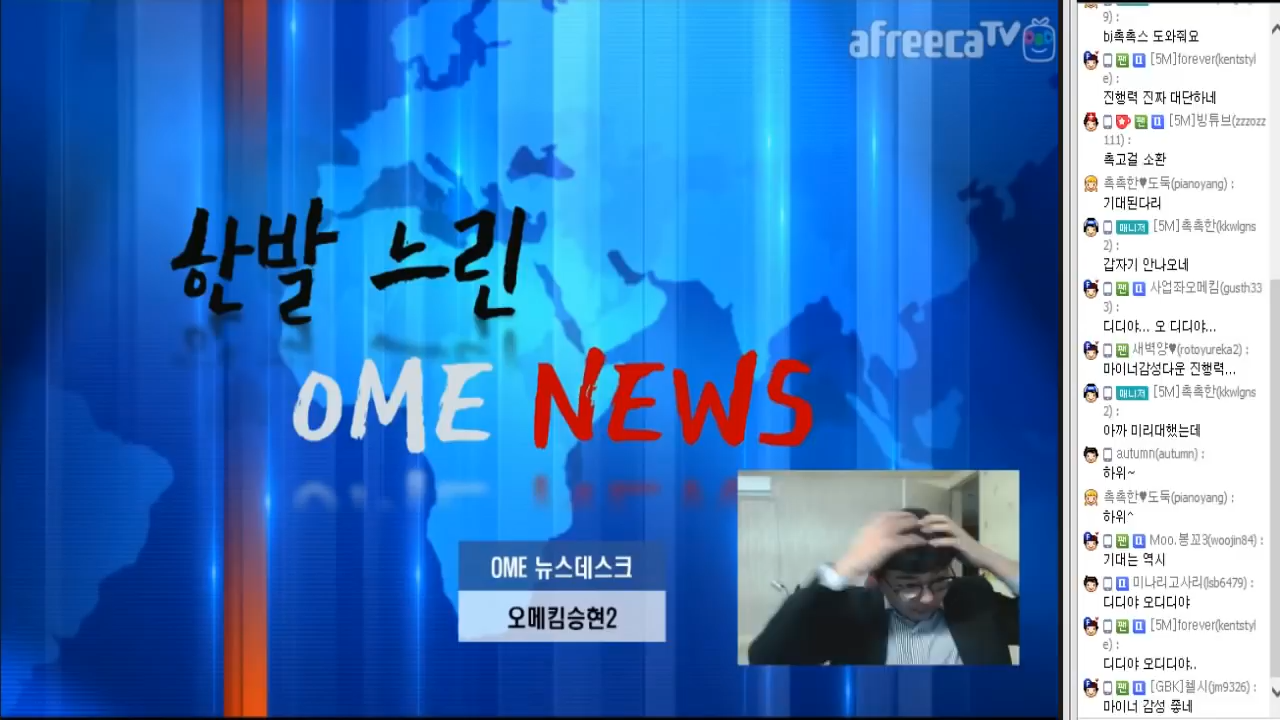 afreecaTV
한발 느린
OME NEWS
OME 뉴스데스크
오메킴승현2
9) :
bj촉촉스 도와줘요
[5M]forever(kentstyl
e) :
진행력 진짜 대단하네
[5M]빙튜브(zzzozz
111) :
촉고걸 소환
촉촉한♥도둑(pianoyang) :
기대된다리
매니저 [5M]촉촉한(kkwlgns
2) :
갑자기 안나오네
팬 사업좌오메킴(gusth33
3) :
디디야... 오 디디야...
팬 새벽양♥(rotoyureka2) :
마이너감성다운 진행력...
매니저 [5M]촉촉한(kkwlgns
2) :
아까 미리대했는데
autumn(autumn) :
하위~
촉촉한♥도둑(pianoyang) :
하위^
팬 Moo.봉꼬3(woojin84) :
기대는 역시
미나리고사리(lsb6479) :
디디야 오디디야
팬 [5M]forever(kentstyl
e) :
디디야 오디디야..
팬 [GBK]첼시(jm9326) :
마이너 감성 좋네